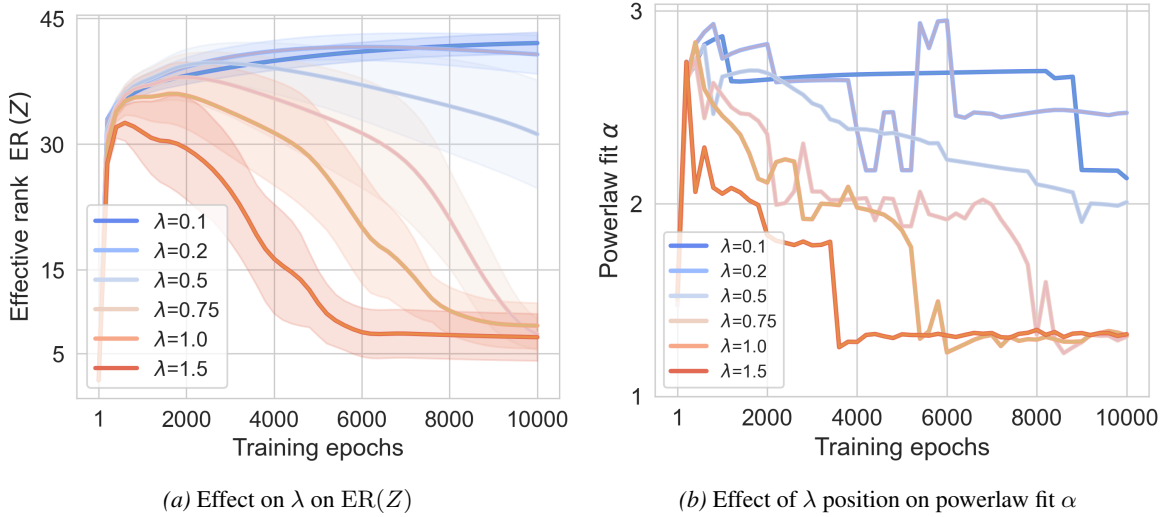 45
30
15
5
Effective rank ER(Z)
λ=0.1
λ=0.2
λ=0.5
λ=0.75
λ=1.0
λ=1.5
1 2000 4000 6000 8000 10000
Training epochs
(a) Effect on λ on ER(Z)
3
2
1
Powerlaw fit α
λ=0.1
λ=0.2
λ=0.5
λ=0.75
λ=1.0
λ=1.5
1 2000 4000 6000 8000 10000
Training epochs
(b) Effect of λ position on powerlaw fit α